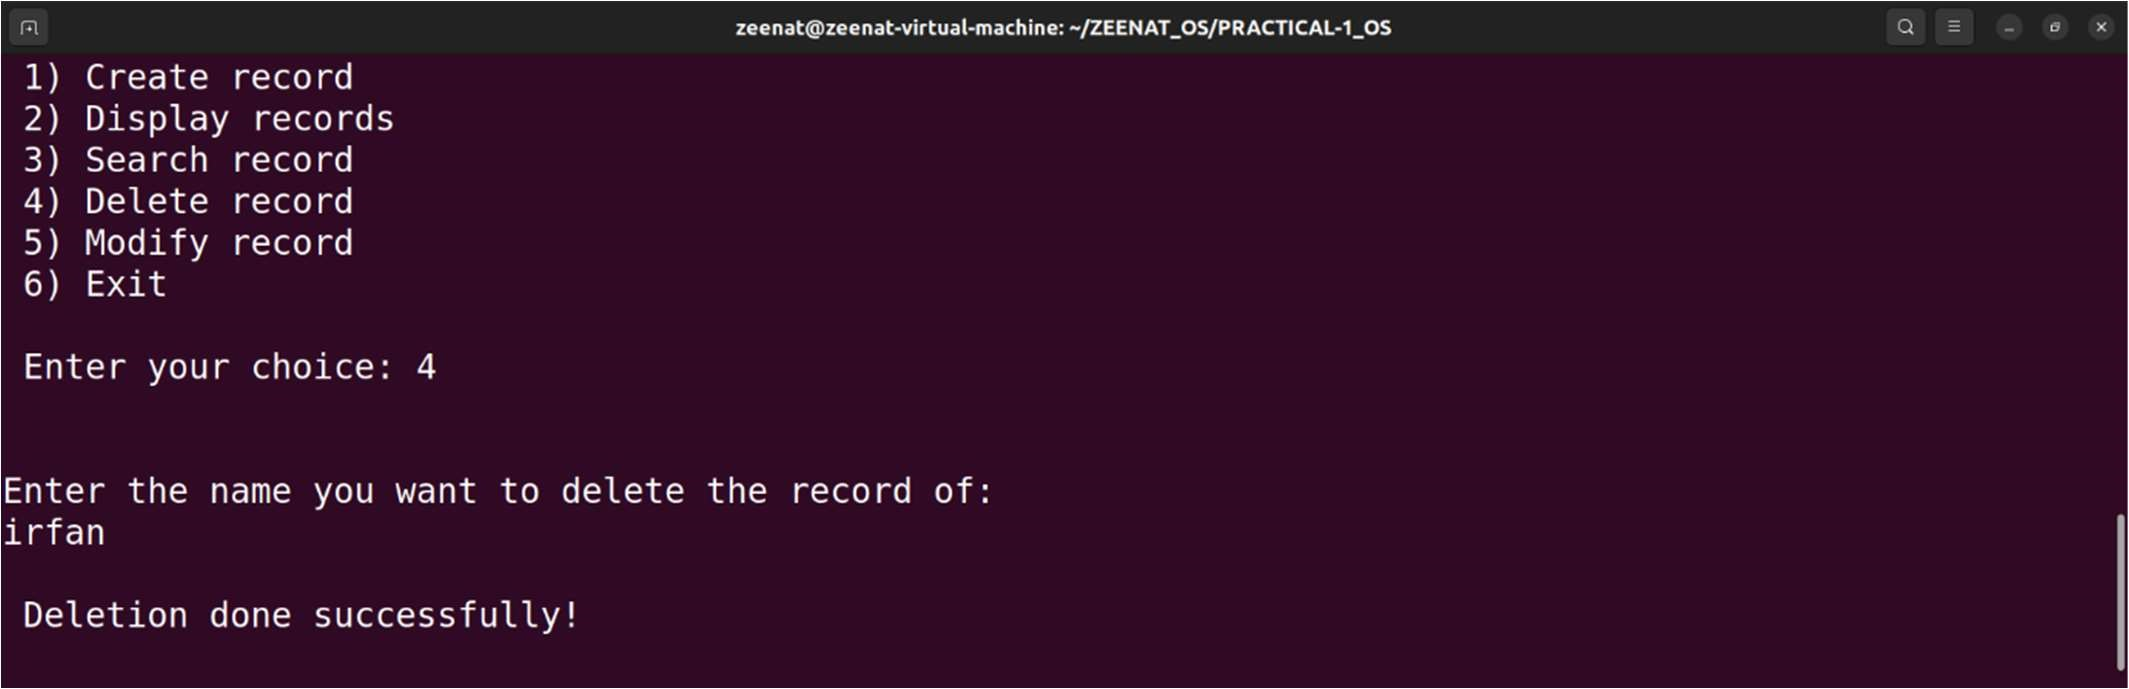 zeenat@zeenat-virtual-machine: ~/ZEENAT_OS/PRACTICAL-1_OS
1) Create record
2) Display records
3) Search record
4) Delete record
5) Modify record
6) Exit
Enter your choice: 4
Enter the name you want to delete the record of:
irfan
Deletion done successfully!